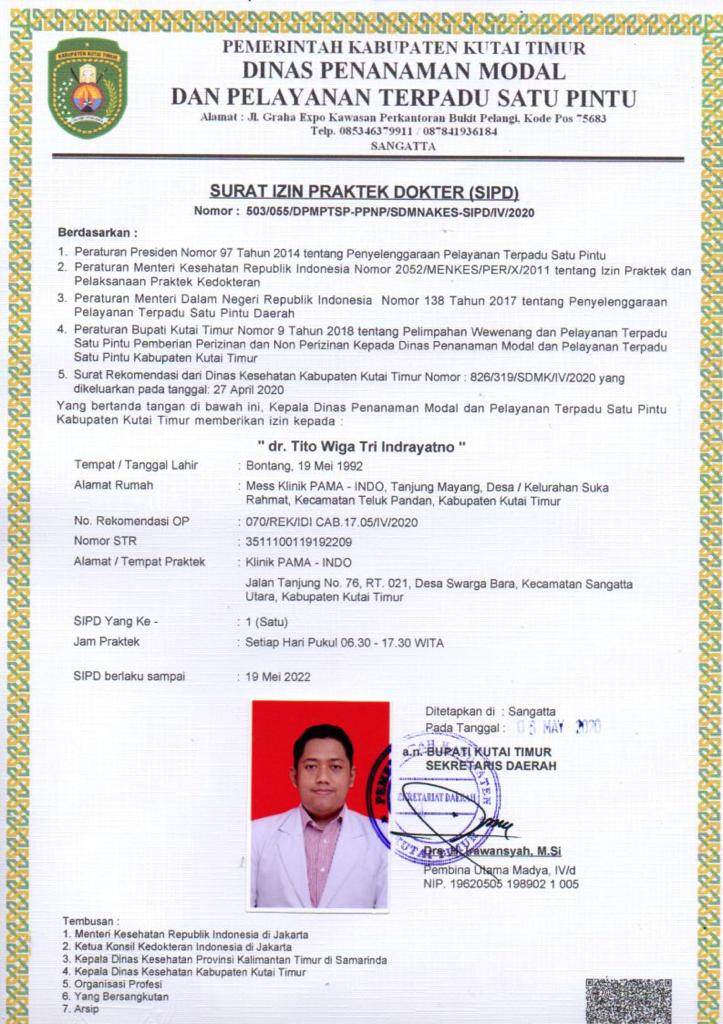 KABUPATEN KUTAI TIMUR
PEMERINTAH KABUPATEN KUTAI TIMUR
DINAS PENANAMAN MODAL
DAN PELAYANAN TERPADU SATU PINTU
Alamat : Jl. Graha Expo Kawasan Perkantoran Bukit Pelangi, Kode Pos 75683
Telp. 085346379911 / 087841936184
SANGATTA
SURAT IZIN PRAKTEK DOKTER (SIPD)
Nomor : 503/055/DPMPTSP-PPNP/SDMNAKES-SIPD/IV/2020
Berdasarkan :
1. Peraturan Presiden Nomor 97 Tahun 2014 tentang Penyelenggaraan Pelayanan Terpadu Satu Pintu
2. Peraturan Menteri Kesehatan Republik Indonesia Nomor 2052/MENKES/PER/X/2011 tentang Izin Praktek dan
Pelaksanaan Praktek Kedokteran
3. Peraturan Menteri Dalam Negeri Republik Indonesia Nomor 138 Tahun 2017 tentang Penyelenggaraan
Pelayanan Terpadu Satu Pintu Daerah
4. Peraturan Bupati Kutai Timur Nomor 9 Tahun 2018 tentang Pelimpahan Wewenang dan Pelayanan Terpadu
Satu Pintu Pemberian Perizinan dan Non Perizinan Kepada Dinas Penanaman Modal dan Pelayanan Terpadu
Satu Pintu Kabupaten Kutai Timur
5. Surat Rekomendasi dari Dinas Kesehatan Kabupaten Kutai Timur Nomor : 826/319/SDMK/IV/2020 yang
dikeluarkan pada tanggal: 27 April 2020
Yang bertanda tangan di bawah ini, Kepala Dinas Penanaman Modal dan Pelayanan Terpadu Satu Pintu
Kabupaten Kutai Timur memberikan izin kepada :
" dr. Tito Wiga Tri Indrayatno "
Tempat / Tanggal Lahir : Bontang, 19 Mei 1992
Alamat Rumah : Mess Klinik PAMA - INDO, Tanjung Mayang, Desa / Kelurahan Suka
Rahmat, Kecamatan Teluk Pandan, Kabupaten Kutai Timur
No. Rekomendasi OP : 070/REK/IDI CAB.17.05/IV/2020
Nomor STR : 3511100119192209
Alamat / Tempat Praktek : Klinik PAMA - INDO
Jalan Tanjung No. 76, RT. 021, Desa Swarga Bara, Kecamatan Sangatta
Utara, Kabupaten Kutai Timur
SIPD Yang Ke - : 1 (Satu)
Jam Praktek : Setiap Hari Pukul 06.30 - 17.30 WITA
SIPD berlaku sampai : 19 Mei 2022
Ditetapkan di : Sangatta
Pada Tanggal : MAY 2020
a.n. BUPATI KUTAI TIMUR
SEKRETARIS DAERAH
SEKRETARIAT DAERAH
KUTAI TIMUR
Drs. H. Irawansyah, M.Si
Pembina Utama Madya, IV/d
NIP. 19620505 198902 1 005
Tembusan :
1. Menteri Kesehatan Republik Indonesia di Jakarta
2. Ketua Konsil Kedokteran Indonesia di Jakarta
3. Kepala Dinas Kesehatan Provinsi Kalimantan Timur di Samarinda
4. Kepala Dinas Kesehatan Kabupaten Kutai Timur
5. Organisasi Profesi
6. Yang Bersangkutan
7. Arsip